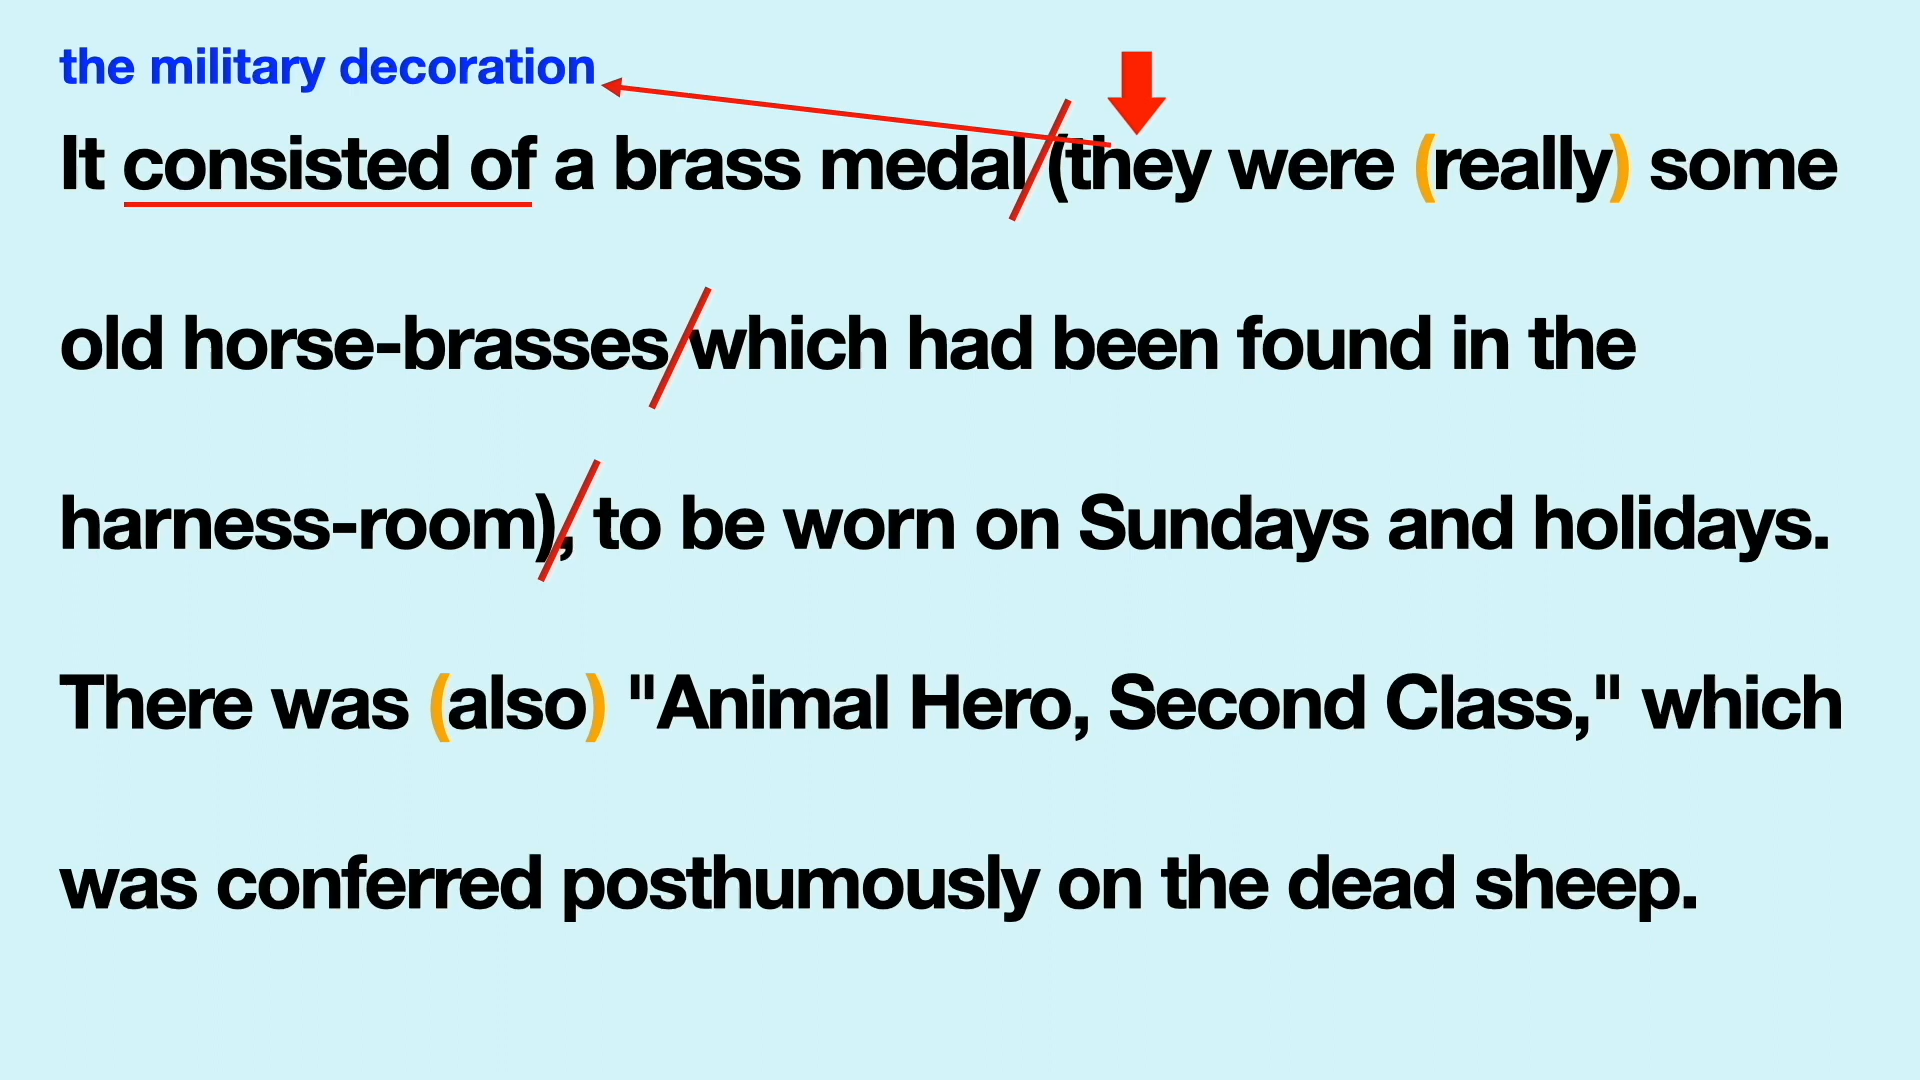 the military decoration
It consisted of a brass medal (they were (really) some
old horse-brasses which had been found in the
harness-room), to be worn on Sundays and holidays.
There was (also) "Animal Hero, Second Class," which
was conferred posthumously on the dead sheep.